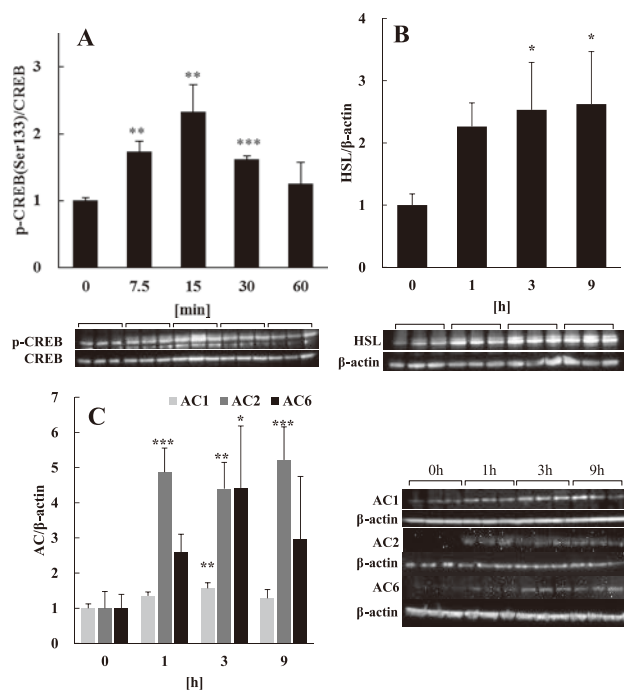 A
p-CREB(Ser133)/CREB
3
2
1
0
**
**
***
0 7.5 15 30 60
[min]
p-CREB
CREB
B
HSL/β-actin
4
3
2
1
0
*
*
0 1 3 9
[h]
HSL
β-actin
C
AC1 AC2 AC6
AC/β-actin
7
6
5
4
3
2
1
0
***
**
**
*
***
0 1 3 9
[h]
0h 1h 3h 9h
AC1
β-actin
AC2
β-actin
AC6
β-actin